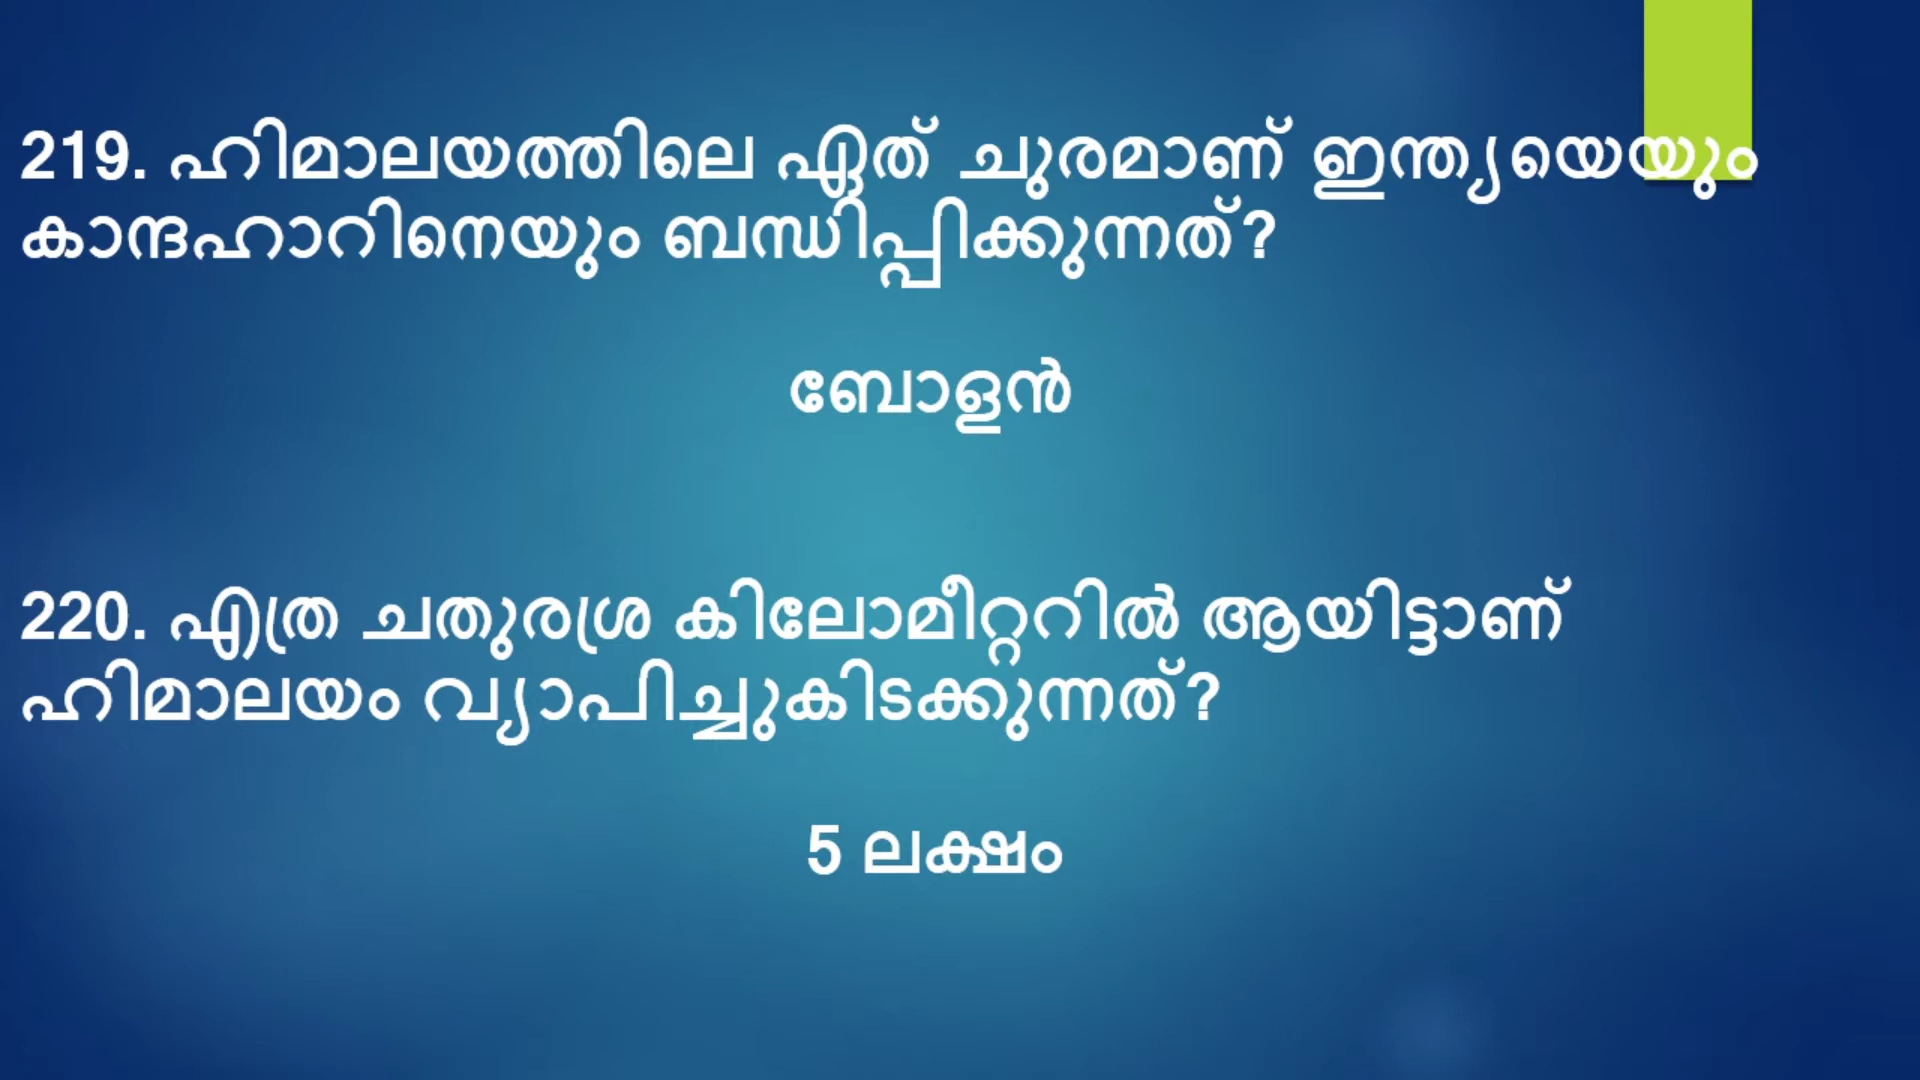 219. ഹിമാലയത്തിലെ ഏത് ചുരമാണ് ഇന്ത്യയെയും
കാന്ദഹാറിനെയും ബന്ധിപ്പിക്കുന്നത്?
ബോളൻ
220. എത്ര ചതുരശ്ര കിലോമീറ്ററിൽ ആയിട്ടാണ്
ഹിമാലയം വ്യാപിച്ചുകിടക്കുന്നത്?
5 ലക്ഷം